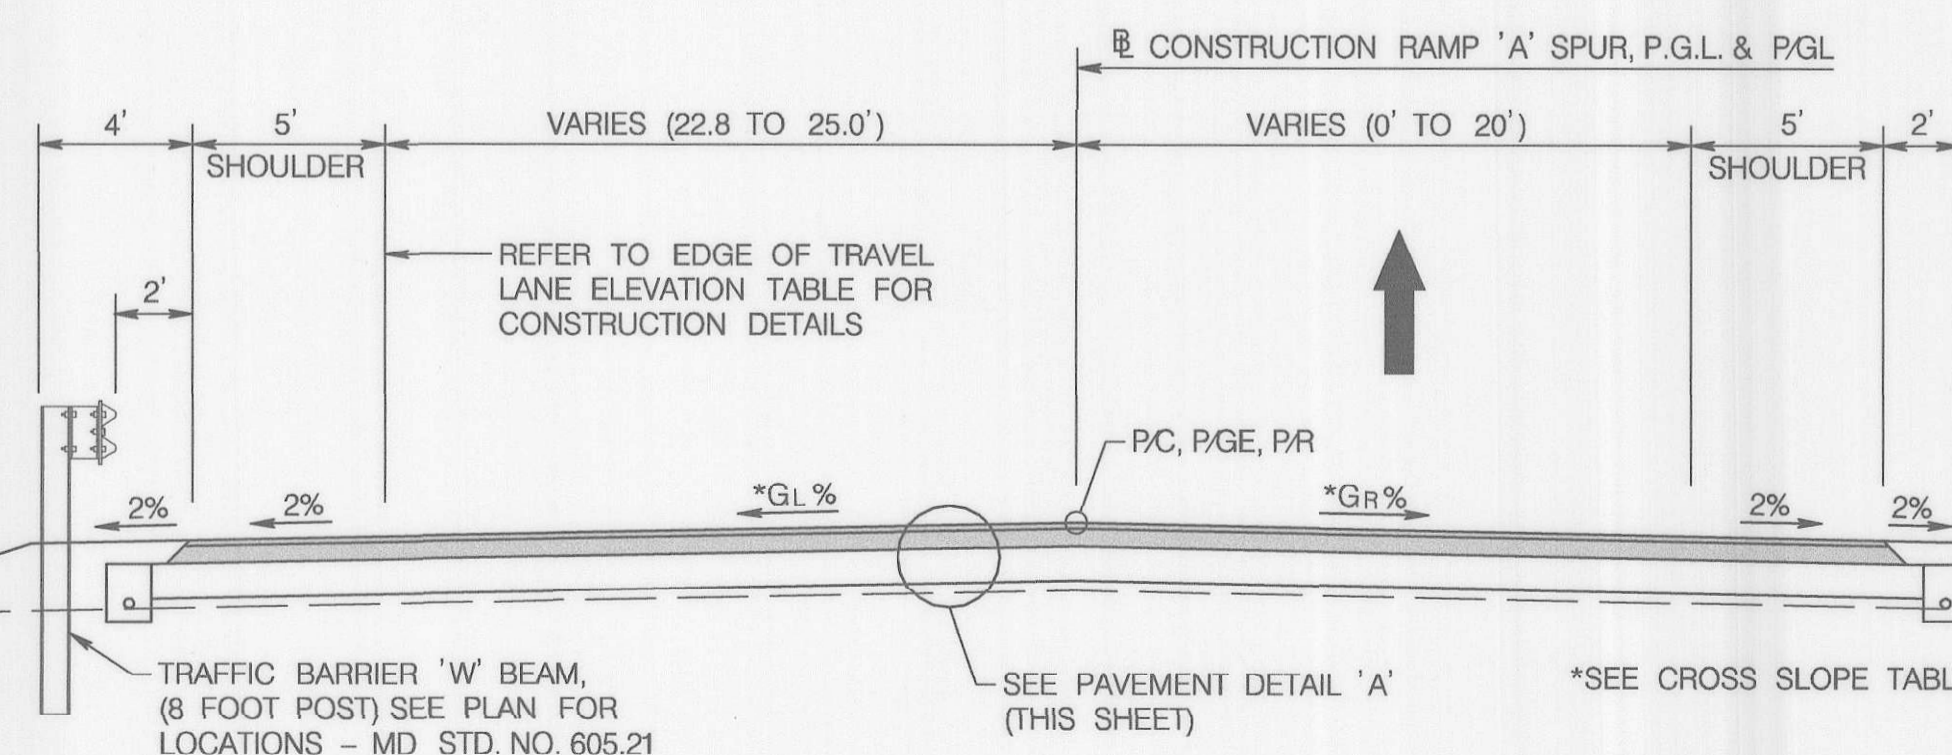 ℄ CONSTRUCTION RAMP 'A' SPUR, P.G.L. & P/GL
4'
5'
SHOULDER
VARIES (22.8 TO 25.0')
VARIES (0' TO 20')
5'
SHOULDER
2'
2'
REFER TO EDGE OF TRAVEL
LANE ELEVATION TABLE FOR
CONSTRUCTION DETAILS
P/C, P/GE, P/R
2%
2%
*GL%
*GR%
2%
2%
TRAFFIC BARRIER 'W' BEAM,
(8 FOOT POST) SEE PLAN FOR
LOCATIONS – MD STD. NO. 605.21
SEE PAVEMENT DETAIL 'A'
(THIS SHEET)
*SEE CROSS SLOPE TABL